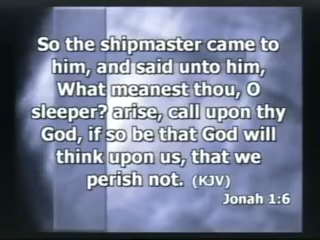 So the shipmaster came to
him, and said unto him,
What meanest thou, O
sleeper? arise, call upon thy
God, if so be that God will
think upon us, that we
perish not. (KJV)
Jonah 1:6